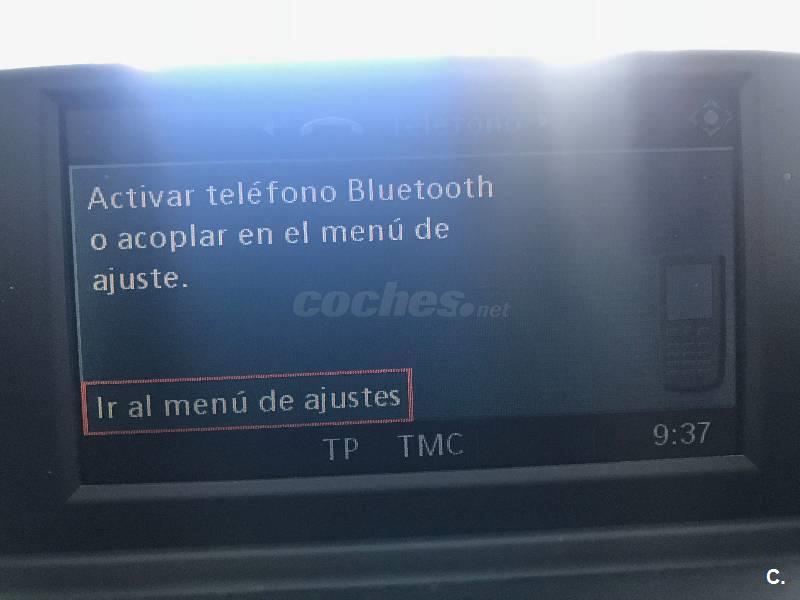 Teléfono
Activar teléfono Bluetooth
o acoplar en el menú de
ajuste.
coches.net
Ir al menú de ajustes
TP TMC 9:37
C.